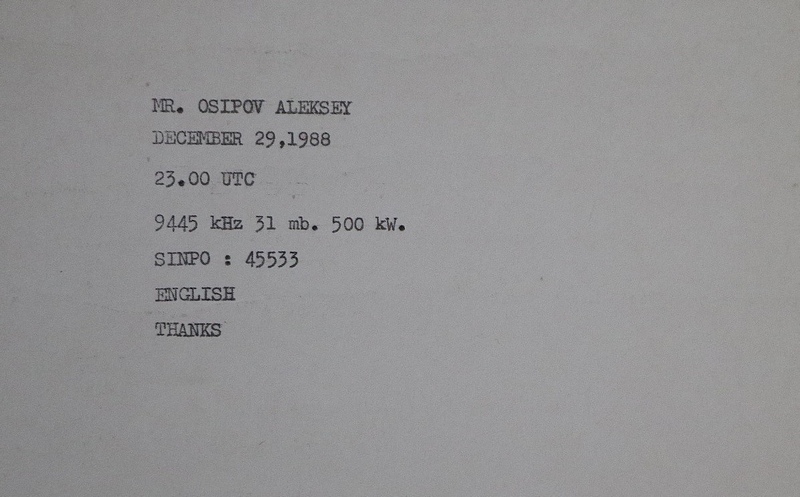 MR. OSIPOV ALEKSEY
DECEMBER 29,1988
23.00 UTC
9445 kHz 31 mb. 500 kW.
SINPO : 45533
ENGLISH
THANKS